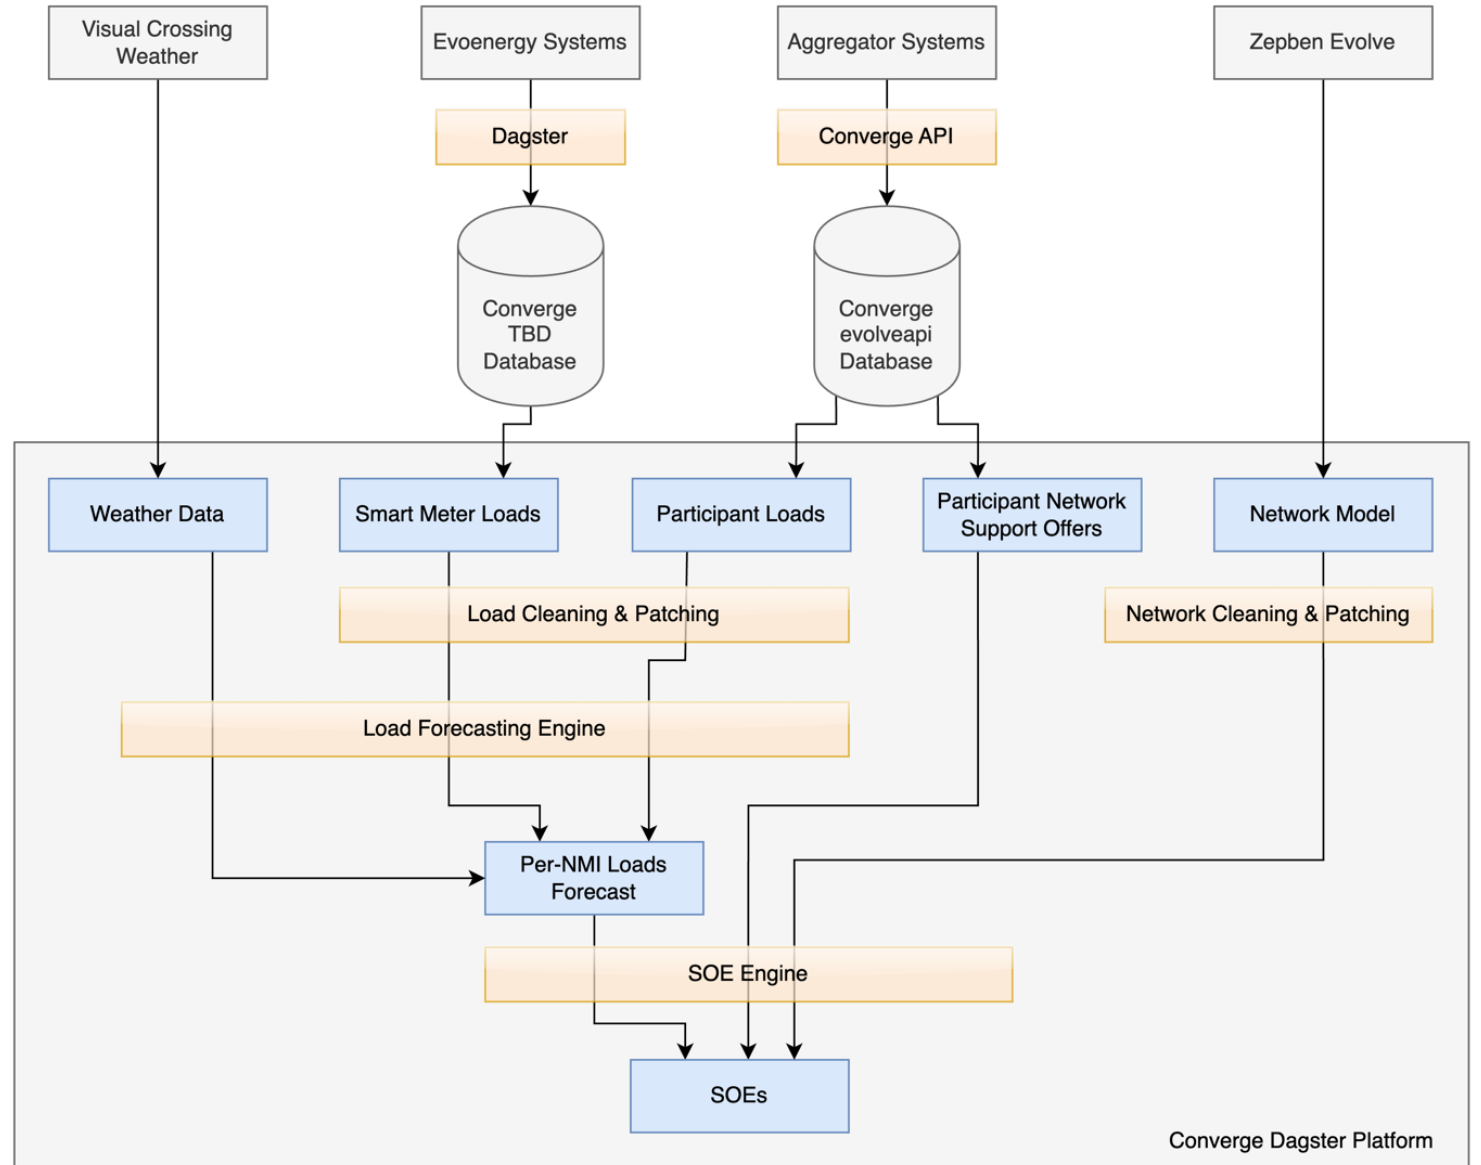 Visual Crossing
Weather
Evoenergy Systems
Aggregator Systems
Zepben Evolve
Dagster
Converge API
Converge
TBD
Database
Converge
evolveapi
Database
Weather Data
Smart Meter Loads
Participant Loads
Participant Network
Support Offers
Network Model
Load Cleaning & Patching
Network Cleaning & Patching
Load Forecasting Engine
Per-NMI Loads
Forecast
SOE Engine
SOEs
Converge Dagster Platform